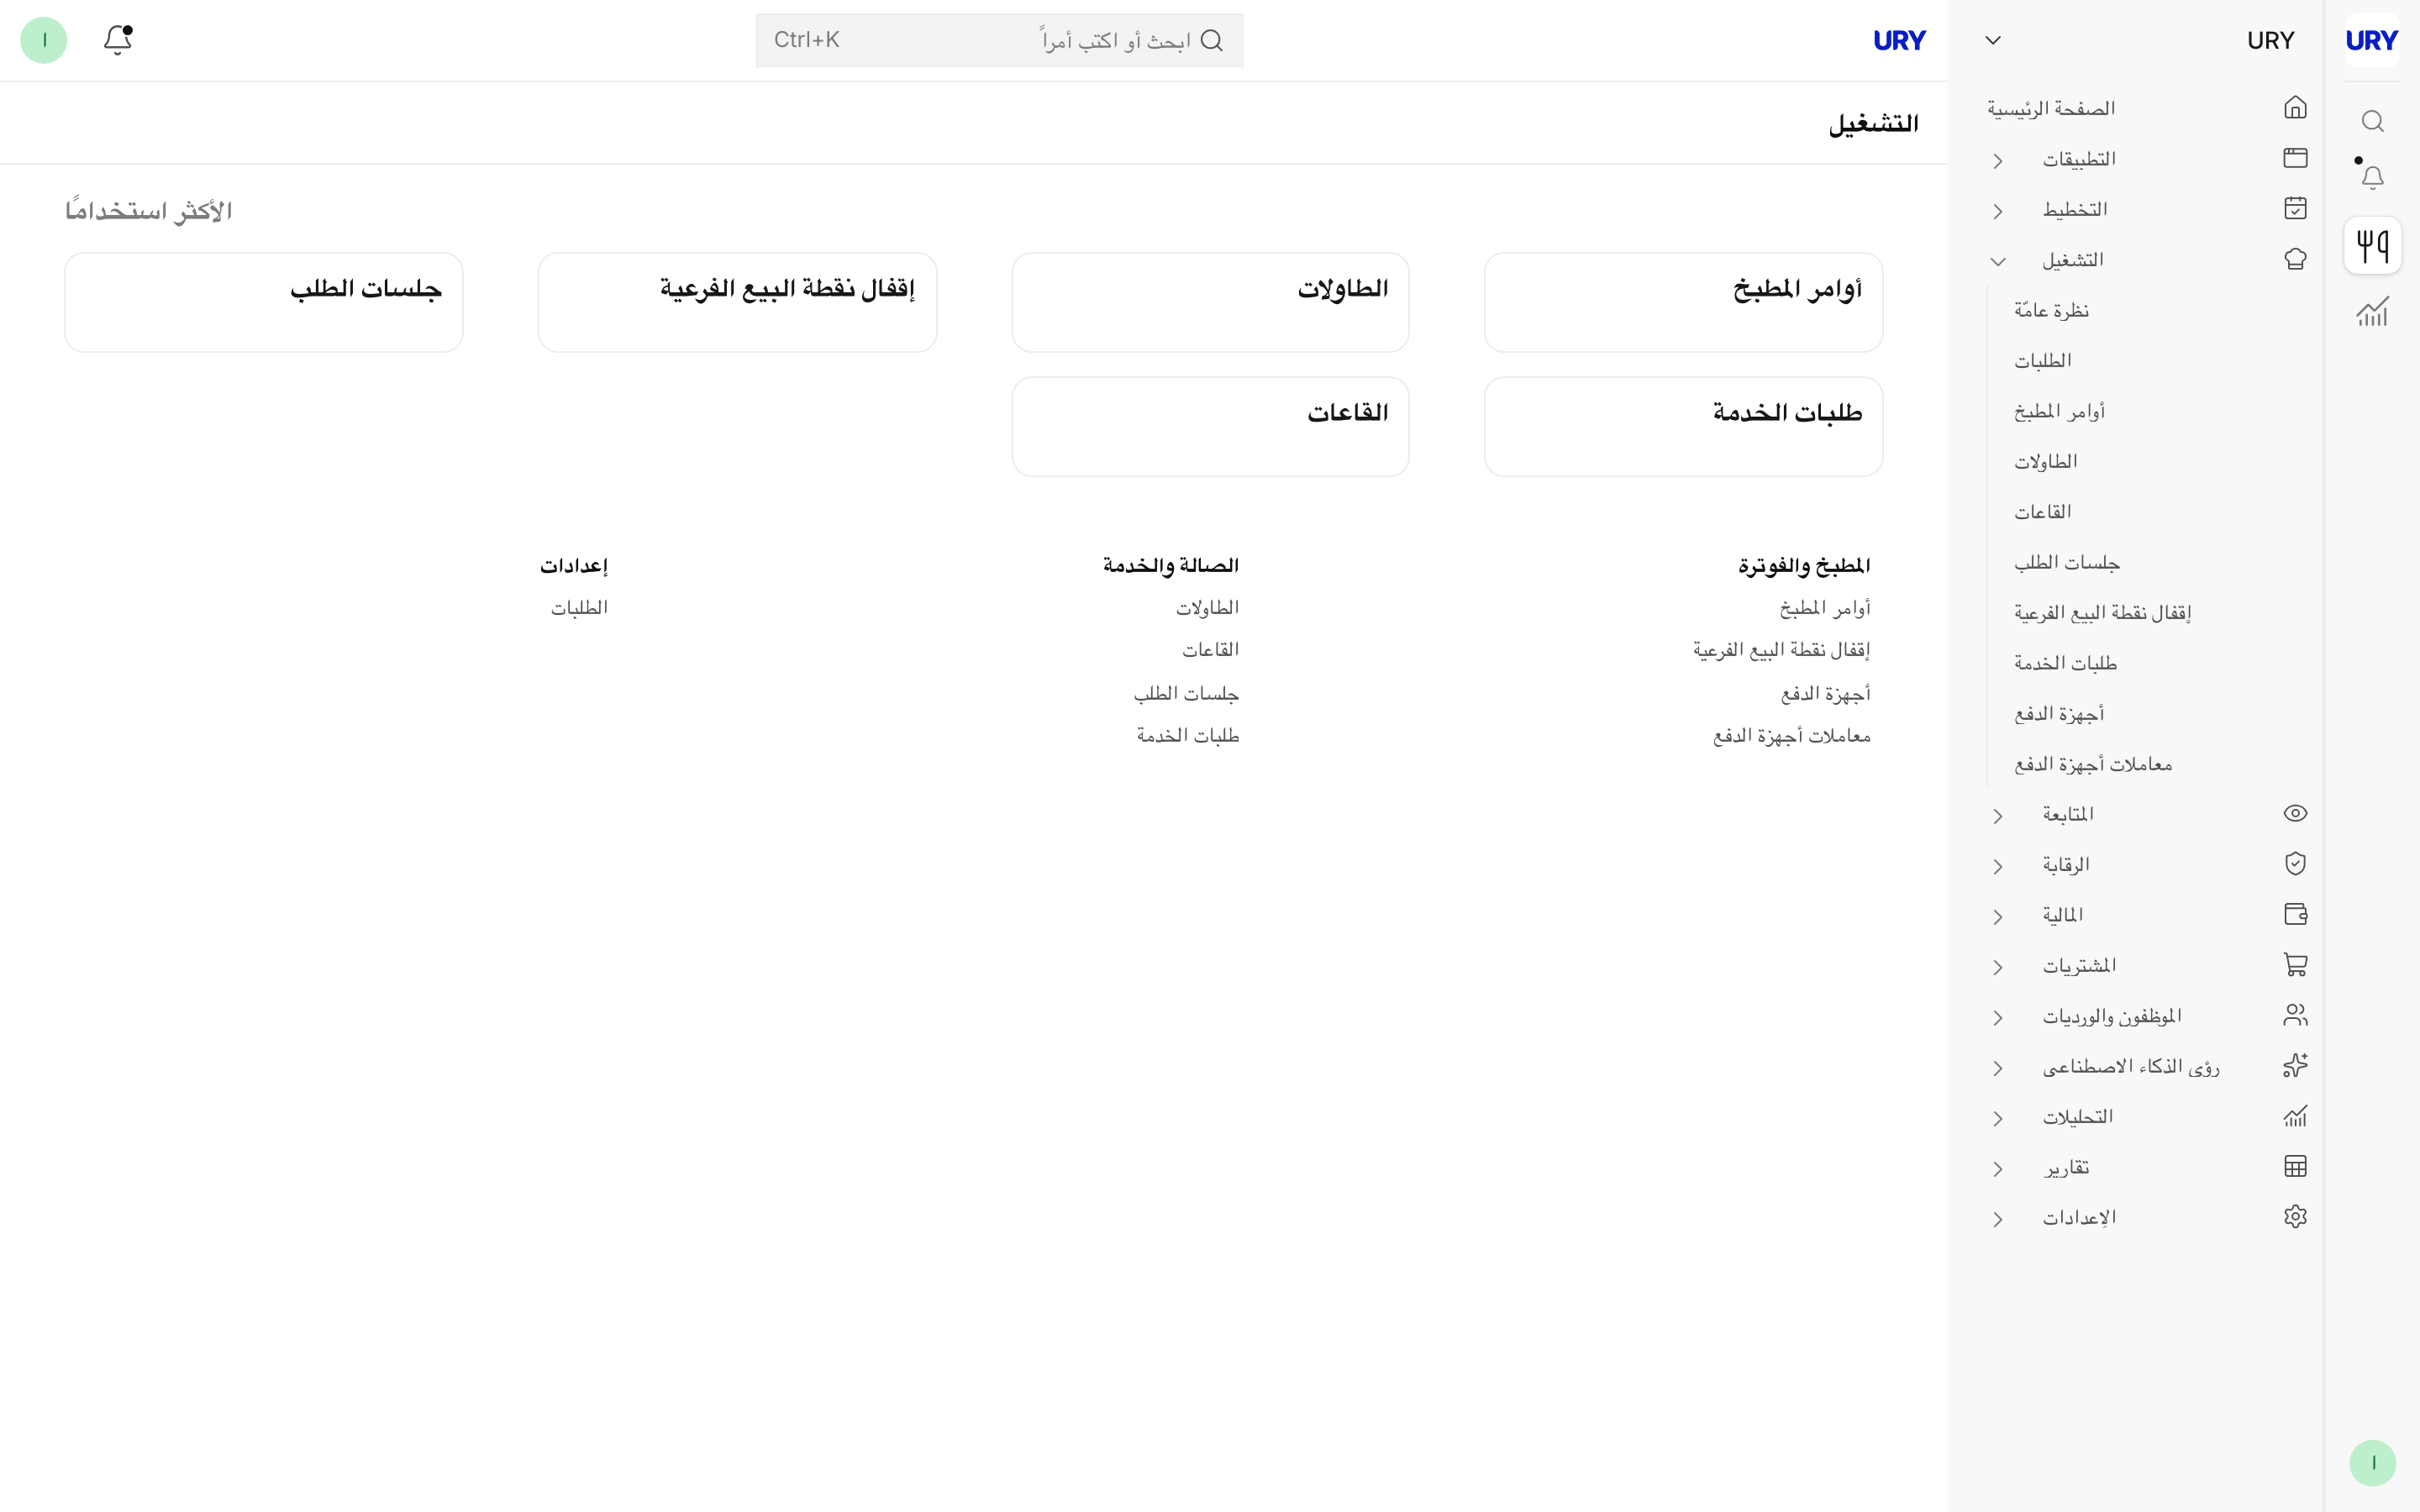 URY
URY
الصفحة الرئيسية
التطبيقات
التخطيط
التشغيل
نظرة عامّة
الطلبات
أوامر المطبخ
الطاولات
القاعات
جلسات الطلب
إقفال نقطة البيع الفرعية
طلبات الخدمة
أجهزة الدفع
معاملات أجهزة الدفع
المتابعة
الرقابة
المالية
المشتريات
الموظفون والورديات
رؤى الذكاء الاصطناعي
التحليلات
تقارير
الإعدادات
ا
URY
ابحث أو اكتب أمراً Ctrl+K
ا
التشغيل
الأكثر استخدامًا
أوامر المطبخ
الطاولات
إقفال نقطة البيع الفرعية
جلسات الطلب
طلبات الخدمة
القاعات
المطبخ والفوترة
أوامر المطبخ
إقفال نقطة البيع الفرعية
أجهزة الدفع
معاملات أجهزة الدفع
الصالة والخدمة
الطاولات
القاعات
جلسات الطلب
طلبات الخدمة
إعدادات
الطلبات